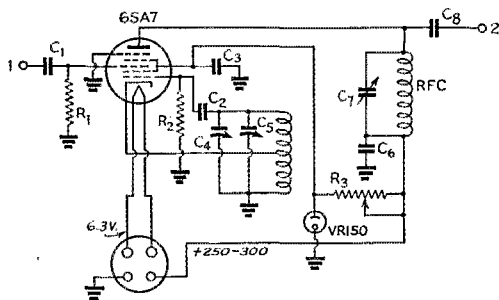 6SA7
C8
2
C1
1
C3
C7
RFC
R1
R2
C2
C4
C5
C6
R3
6.3V.
VR150
+250-300